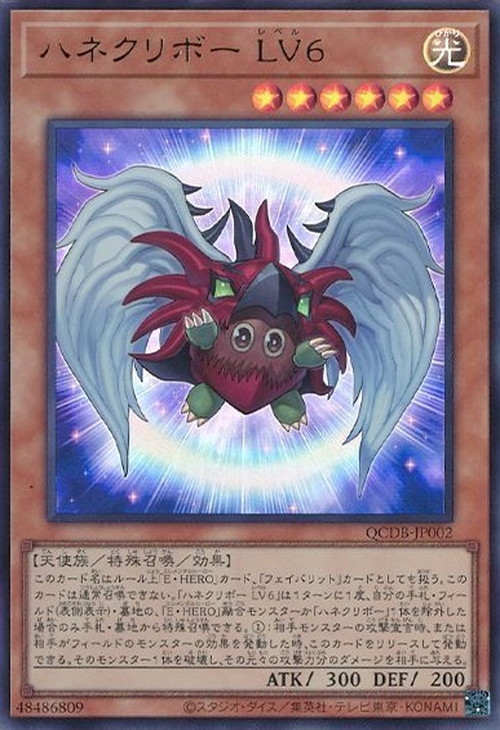 ハネクリボー LV6
レベル
光
ひかり
QCDB-JP002
【天使族／特殊召喚／効果】
このカード名はルール上「E・HERO」カード、「フェイバリット」カードとしても扱う。この
カードは通常召喚できない。「ハネクリボー LV6」は1ターンに1度、自分の手札・フィー
ルド(表側表示)・墓地の、「E・HERO」融合モンスターか「ハネクリボー」1体を除外した
場合のみ手札・墓地から特殊召喚できる。①：相手モンスターの攻撃宣言時、または
相手がフィールドのモンスターの効果を発動した時、このカードをリリースして発動
できる。そのモンスター1体を破壊し、その元々の攻撃力分のダメージを相手に与える。
ATK/ 300 DEF/ 200
48486809
©スタジオ・ダイス／集英社・テレビ東京・KONAMI